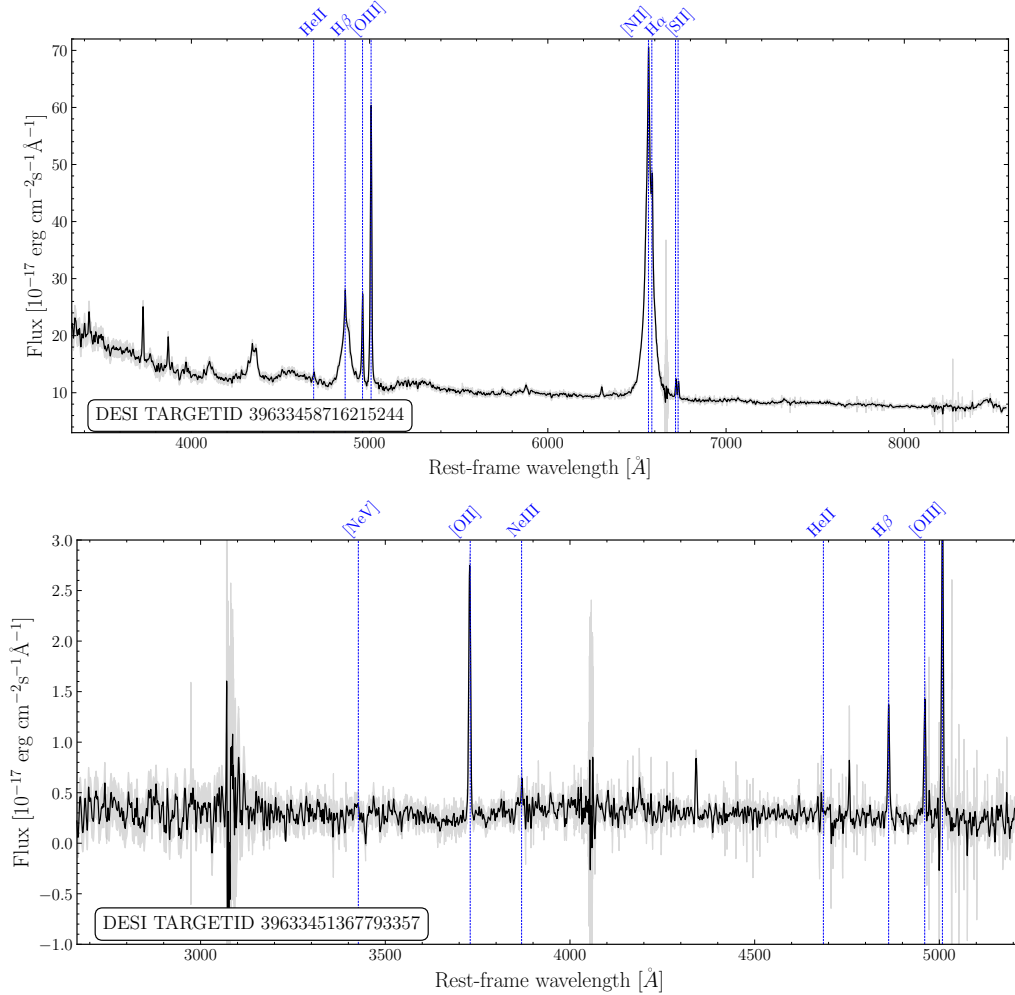 HeII Hβ [OIII] [NII] Hα [SII]
70
60
50
40
30
20
10
Flux [10⁻¹⁷ erg cm⁻²s⁻¹Å⁻¹]
DESI TARGETID 39633458716215244
4000 5000 6000 7000 8000
Rest-frame wavelength [Å]
[NeV] [OII] NeIII HeII Hβ [OIII]
3.0
2.5
2.0
1.5
1.0
0.5
0.0
−0.5
−1.0
Flux [10⁻¹⁷ erg cm⁻²s⁻¹Å⁻¹]
DESI TARGETID 39633451367793357
3000 3500 4000 4500 5000
Rest-frame wavelength [Å]